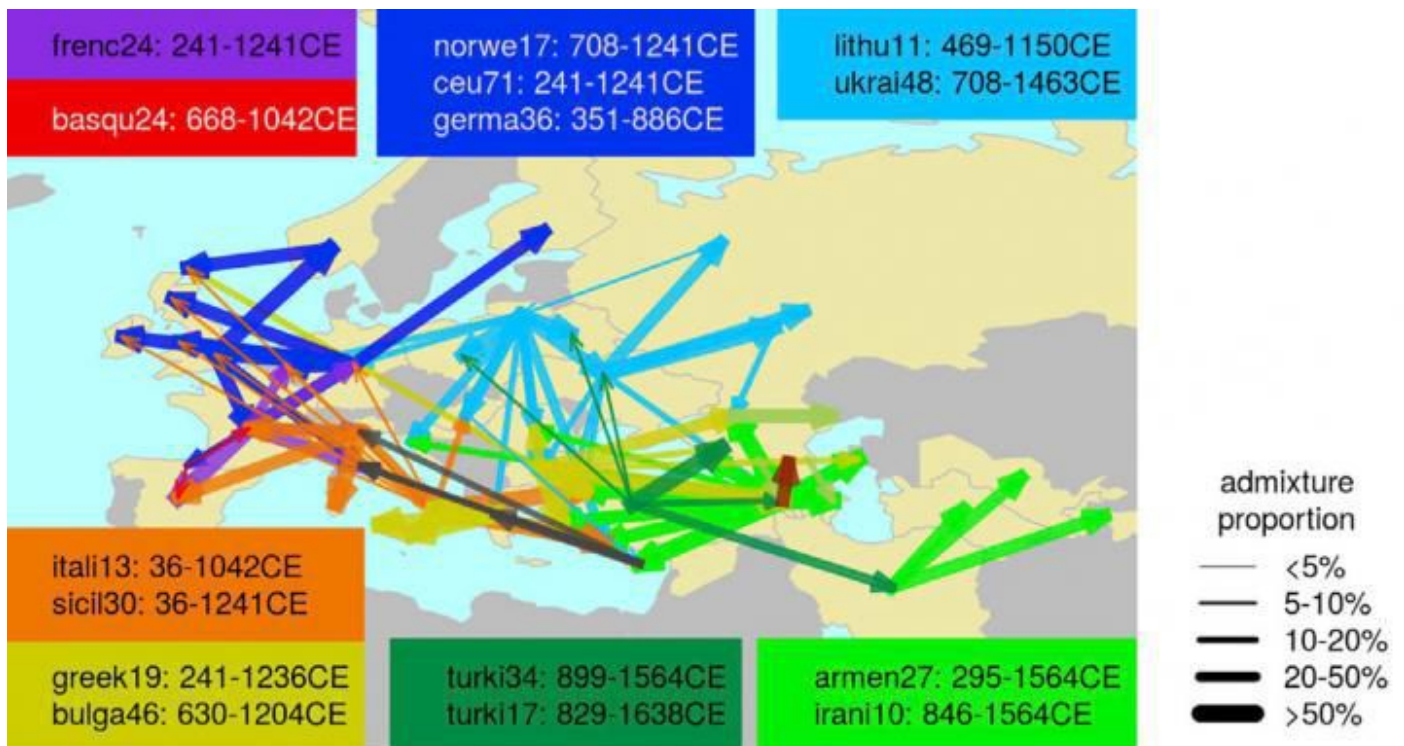 frenc24: 241-1241CE
basqu24: 668-1042CE
norwe17: 708-1241CE
ceu71: 241-1241CE
germa36: 351-886CE
lithu11: 469-1150CE
ukrai48: 708-1463CE
itali13: 36-1042CE
sicil30: 36-1241CE
greek19: 241-1236CE
bulga46: 630-1204CE
turki34: 899-1564CE
turki17: 829-1638CE
armen27: 295-1564CE
irani10: 846-1564CE
admixture
proportion
<5%
5-10%
10-20%
20-50%
>50%